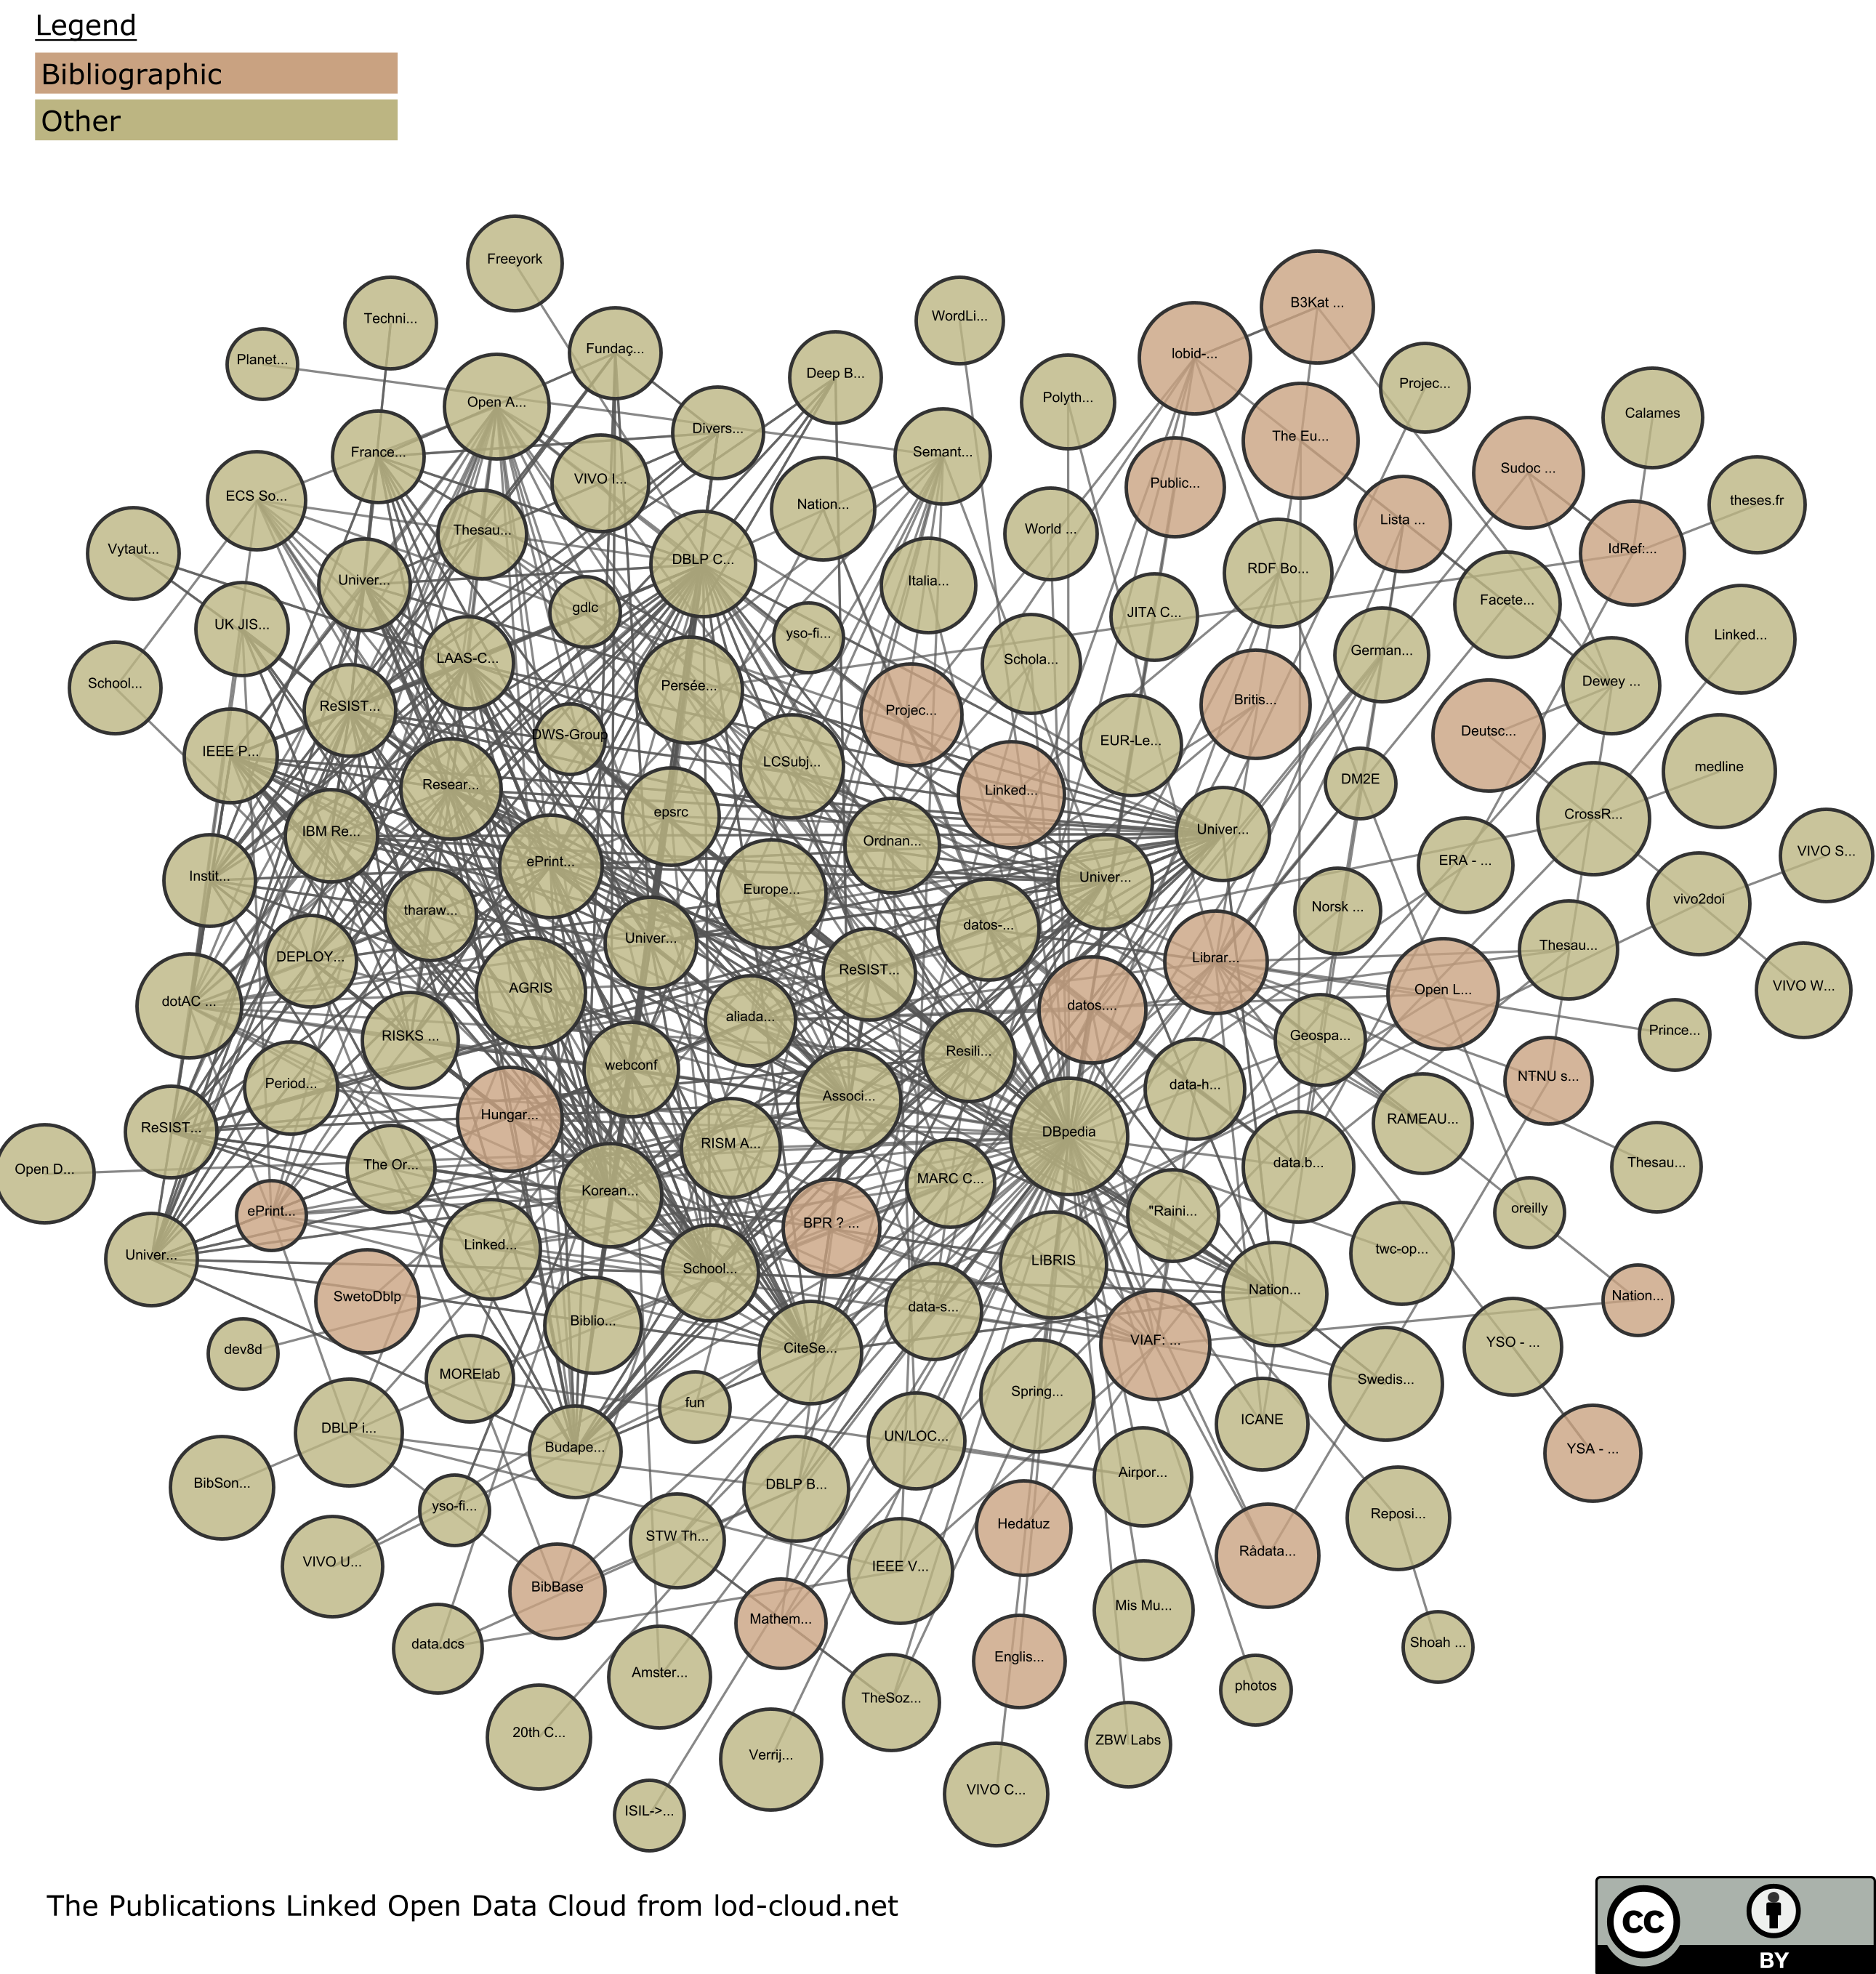 Legend
Bibliographic
Other
Freeyork
Techni...
B3Kat ...
WordLi...
Fundaç...
lobid-...
Planet...
Deep B...
Projec...
Open A...
Polyth...
Calames
Divers...
The Eu...
France...
Semant...
Sudoc ...
VIVO I...
Public...
ECS So...
Nation...
theses.fr
Thesau...
World ...
Lista ...
Vytaut...
DBLP C...
IdRef:...
Univer...
Italia...
RDF Bo...
gdlc
JITA C...
Facete...
UK JIS...
yso-fi...
Linked...
LAAS-C...
Schola...
German...
School...
Persée...
Dewey ...
ReSIST...
Projec...
Britis...
IEEE P...
DWS-Group
EUR-Le...
Deutsc...
LCSubj...
medline
Resear...
Linked...
DM2E
epsrc
CrossR...
IBM Re...
Ordnan...
Univer...
VIVO S...
ePrint...
ERA - ...
Instit...
Europe...
Univer...
vivo2doi
tharaw...
Norsk ...
Univer...
datos-...
DEPLOY...
ReSIST...
Librar...
Thesau...
dotAC ...
AGRIS
datos....
Open L...
VIVO W...
RISKS ...
aliada...
Geospa...
Prince...
Period...
webconf
Resili...
data-h...
NTNU s...
Hungar...
Associ...
ReSIST...
RISM A...
DBpedia
RAMEAU...
Open D...
The Or...
MARC C...
data.b...
Thesau...
ePrint...
Korean...
BPR ? ...
"Raini...
oreilly
Univer...
Linked...
School...
LIBRIS
twc-op...
SwetoDblp
Biblio...
data-s...
Nation...
Nation...
dev8d
MORElab
CiteSe...
VIAF: ...
YSO - ...
DBLP i...
fun
Spring...
Swedis...
Budape...
UN/LOC...
ICANE
YSA - ...
BibSon...
DBLP B...
Airpor...
yso-fi...
STW Th...
Hedatuz
Reposi...
VIVO U...
BibBase
IEEE V...
Rådata...
data.dcs
Mathem...
Mis Mu...
Amster...
Englis...
Shoah ...
20th C...
TheSoz...
photos
Verrij...
ZBW Labs
ISIL->...
VIVO C...
The Publications Linked Open Data Cloud from lod-cloud.net
cc
BY